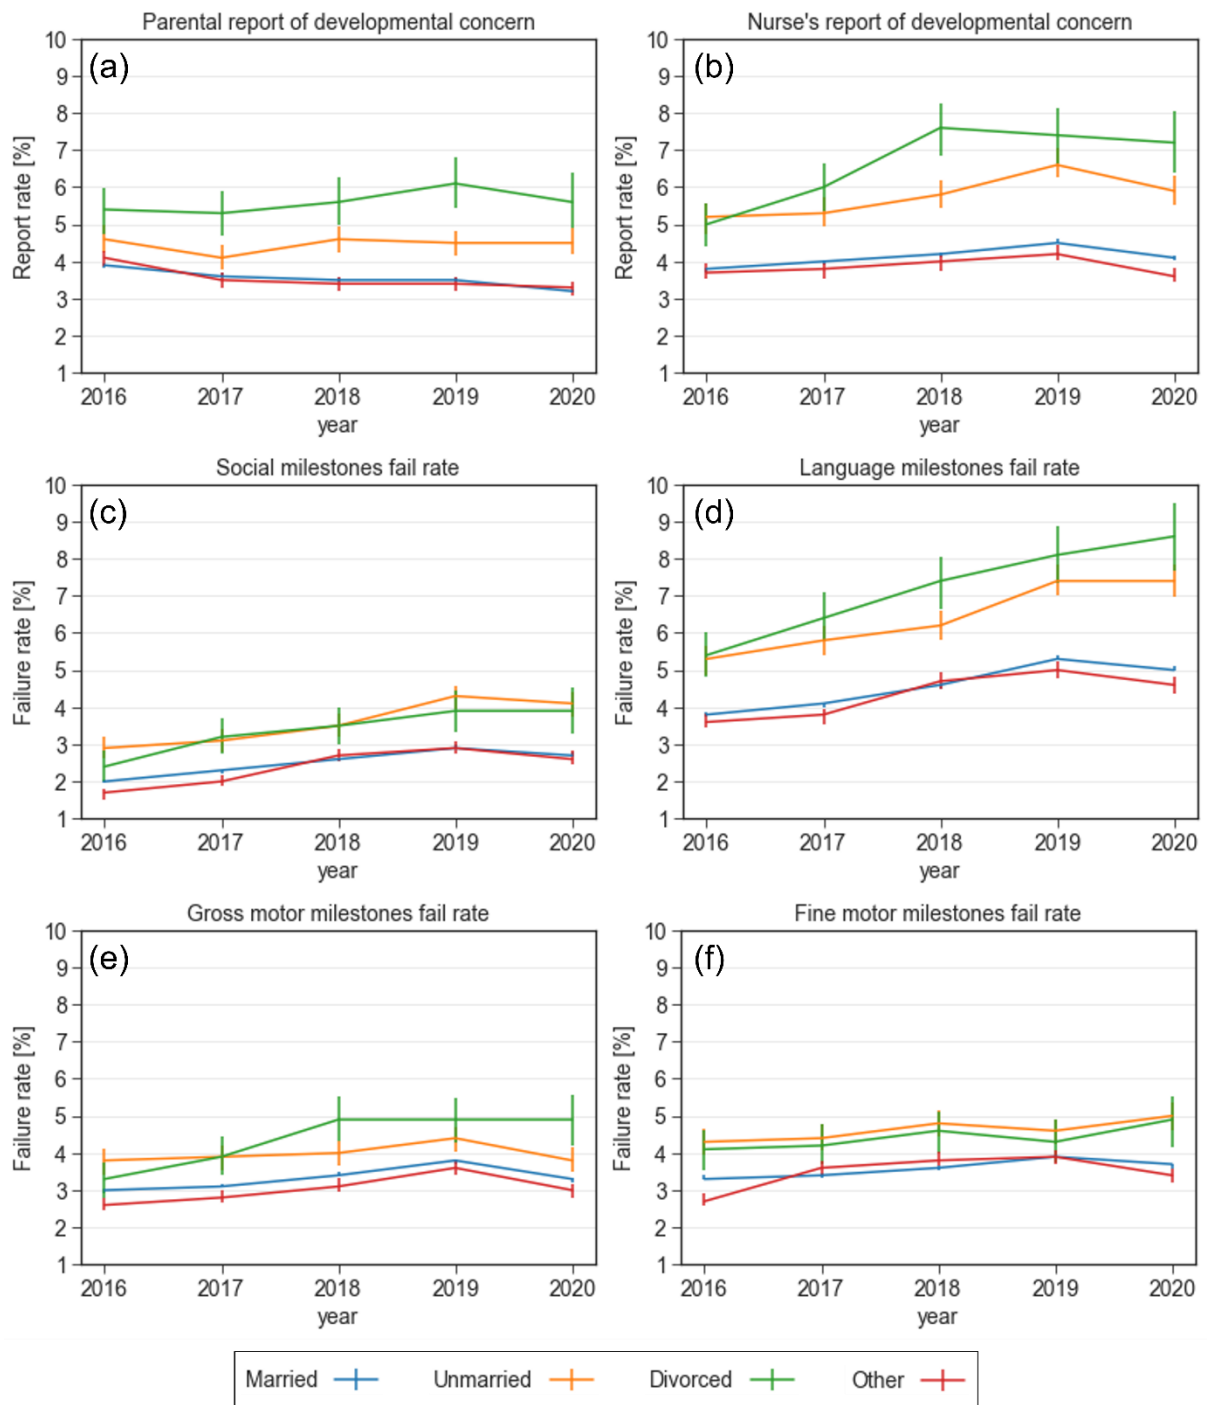 Parental report of developmental concern
(a)
10
9
8
7
6
5
4
3
2
1
Report rate [%]
2016 2017 2018 2019 2020
year
Nurse's report of developmental concern
(b)
10
9
8
7
6
5
4
3
2
1
Report rate [%]
2016 2017 2018 2019 2020
year
Social milestones fail rate
(c)
10
9
8
7
6
5
4
3
2
1
Failure rate [%]
2016 2017 2018 2019 2020
year
Language milestones fail rate
(d)
10
9
8
7
6
5
4
3
2
1
Failure rate [%]
2016 2017 2018 2019 2020
year
Gross motor milestones fail rate
(e)
10
9
8
7
6
5
4
3
2
1
Failure rate [%]
2016 2017 2018 2019 2020
year
Fine motor milestones fail rate
(f)
10
9
8
7
6
5
4
3
2
1
Failure rate [%]
2016 2017 2018 2019 2020
year
Married Unmarried Divorced Other